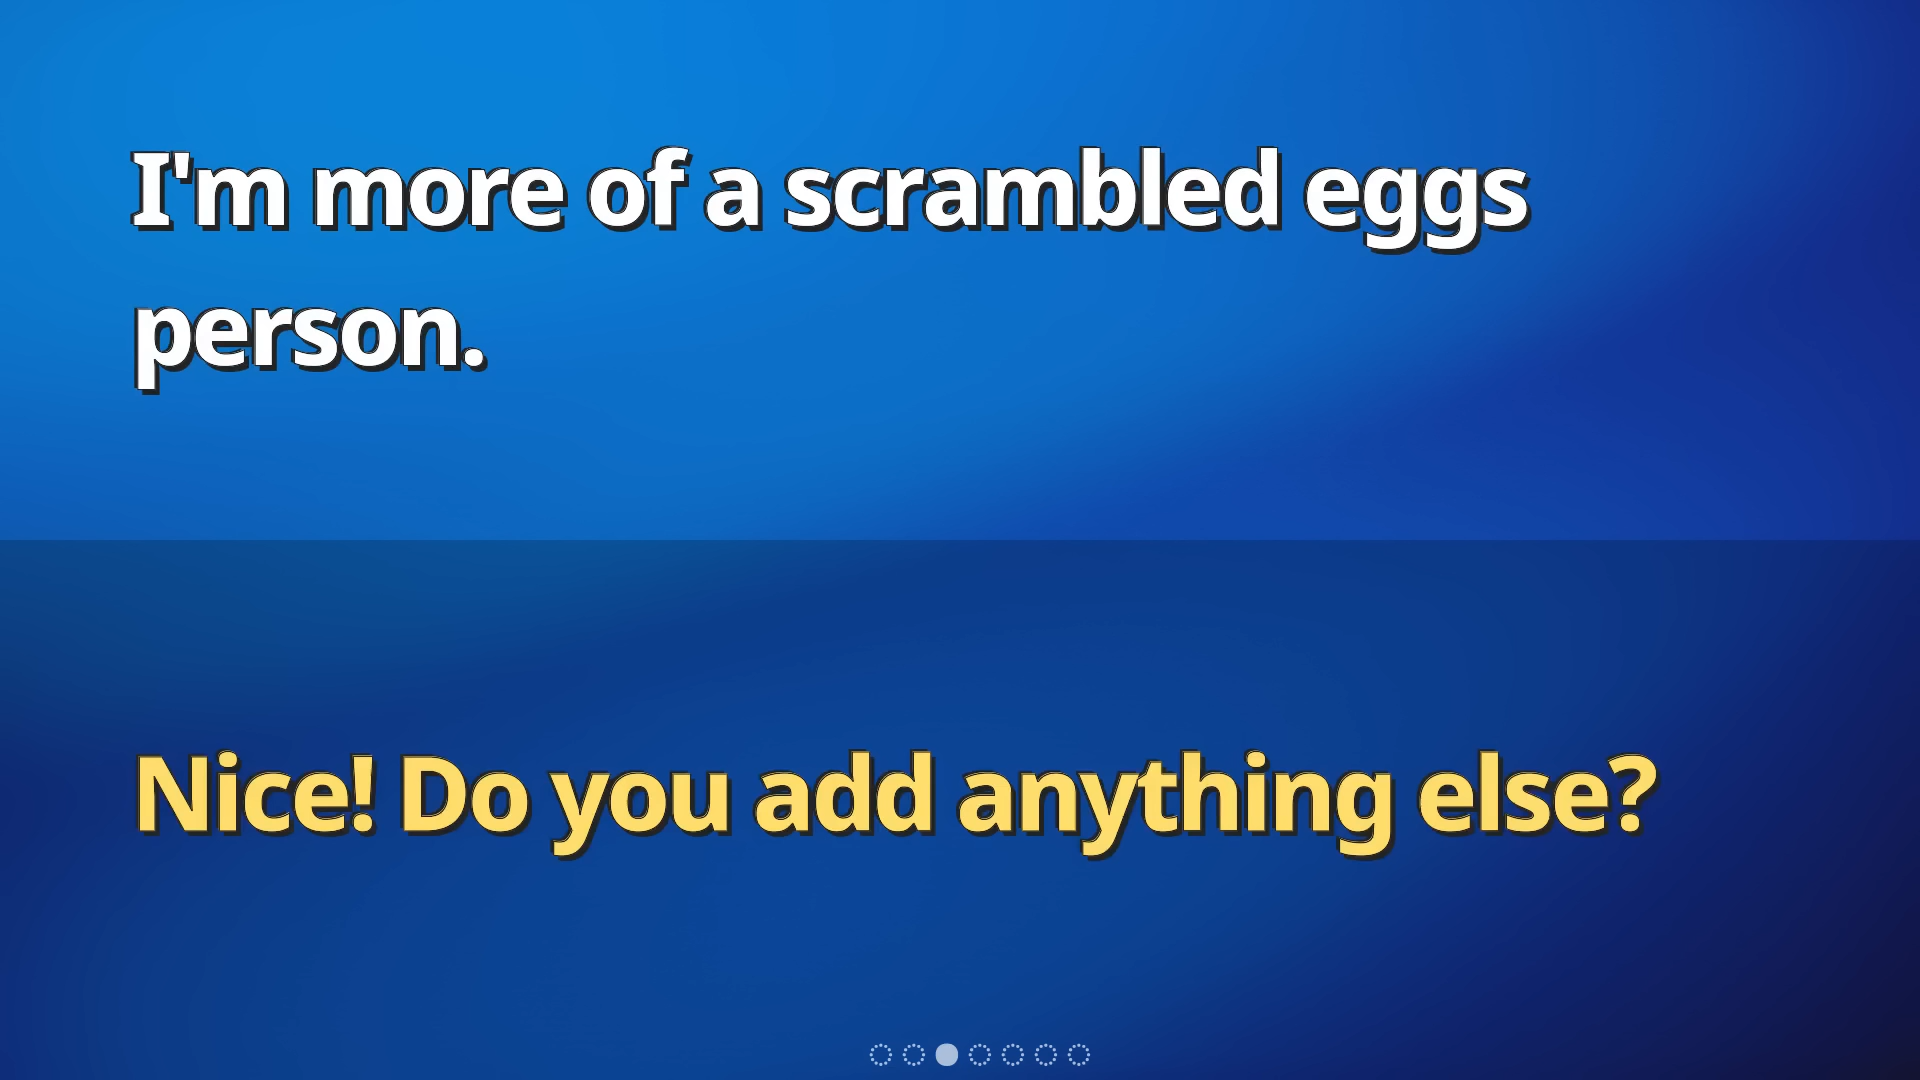 I'm more of a scrambled eggs
person.
Nice! Do you add anything else?